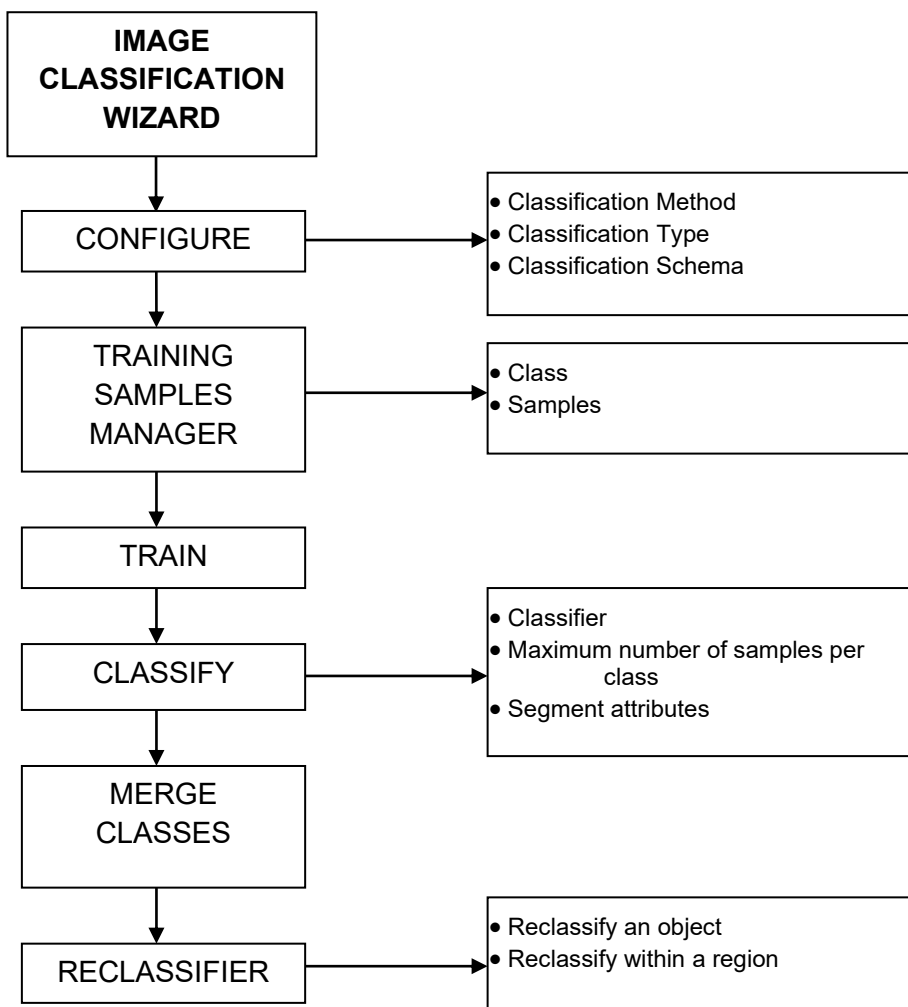 IMAGE
CLASSIFICATION
WIZARD
CONFIGURE
• Classification Method
• Classification Type
• Classification Schema
TRAINING
SAMPLES
MANAGER
• Class
• Samples
TRAIN
CLASSIFY
• Classifier
• Maximum number of samples per
class
• Segment attributes
MERGE
CLASSES
RECLASSIFIER
• Reclassify an object
• Reclassify within a region